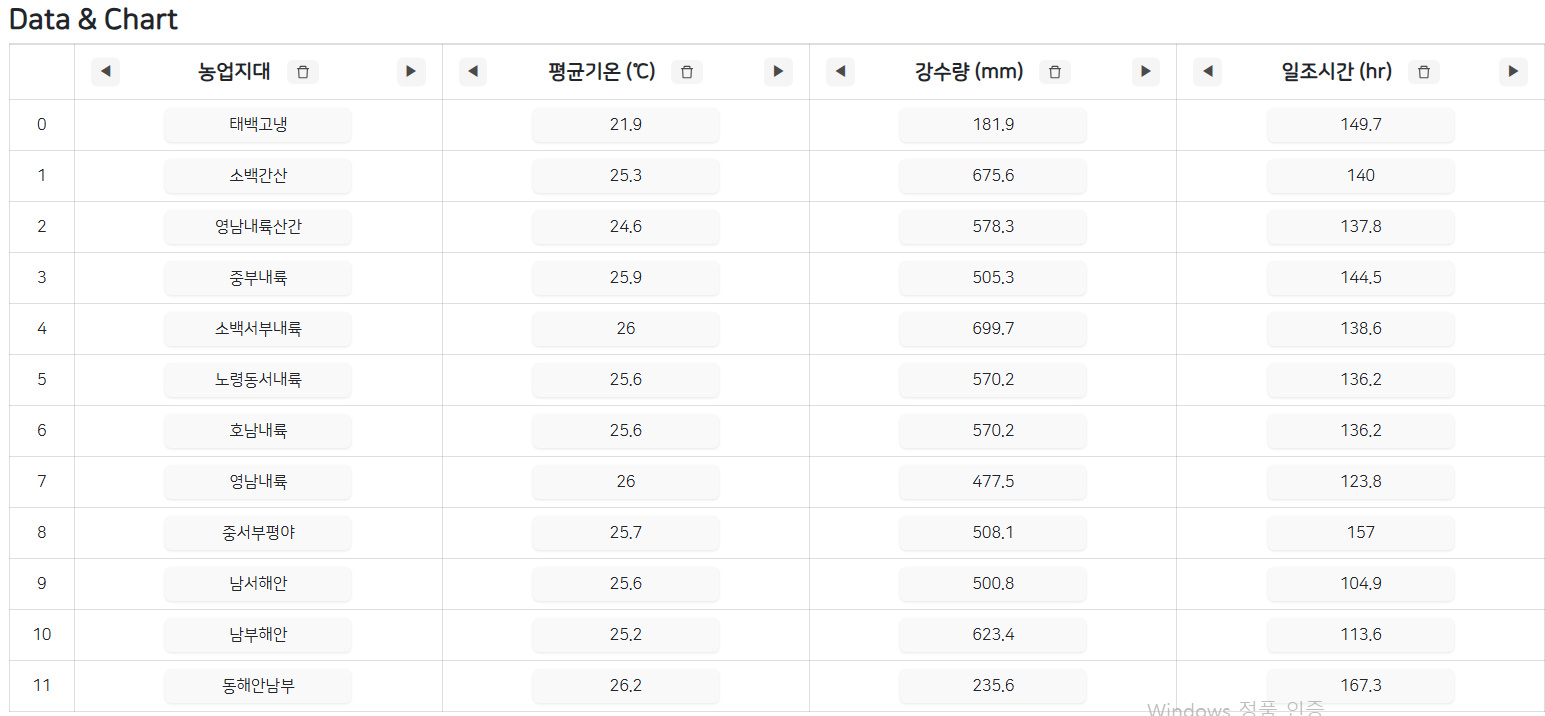 Data & Chart
◀ 농업지대 ▶ ◀ 평균기온 (℃) ▶ ◀ 강수량 (mm) ▶ ◀ 일조시간 (hr) ▶
0 태백고냉 21.9 181.9 149.7
1 소백간산 25.3 675.6 140
2 영남내륙산간 24.6 578.3 137.8
3 중부내륙 25.9 505.3 144.5
4 소백서부내륙 26 699.7 138.6
5 노령동서내륙 25.6 570.2 136.2
6 호남내륙 25.6 570.2 136.2
7 영남내륙 26 477.5 123.8
8 중서부평야 25.7 508.1 157
9 남서해안 25.6 500.8 104.9
10 남부해안 25.2 623.4 113.6
11 동해안남부 26.2 235.6 167.3
Windows 정품 인증